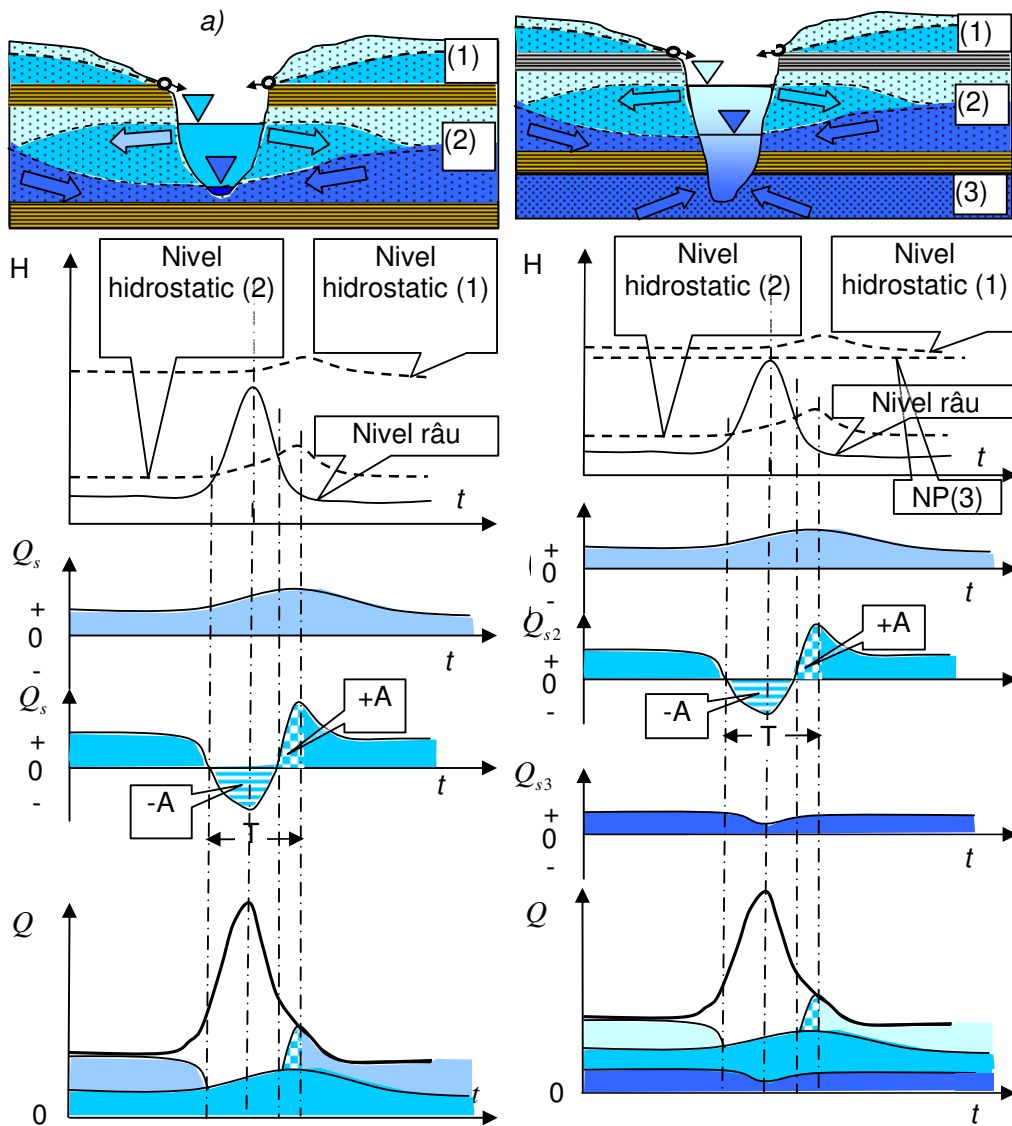 a)
(1)
(2)
H
Nivel
hidrostatic (2)
Nivel
hidrostatic (1)
Nivel râu
t
Qs
+
0
-
t
Qs
+
0
-
+A
-A
T
t
Q
0
t
(1)
(2)
(3)
H
Nivel
hidrostatic (2)
Nivel
hidrostatic (1)
Nivel râu
t
NP(3)
+
0
-
t
Qs2
+
0
-
+A
-A
T
t
Qs3
+
0
-
t
Q
0
t